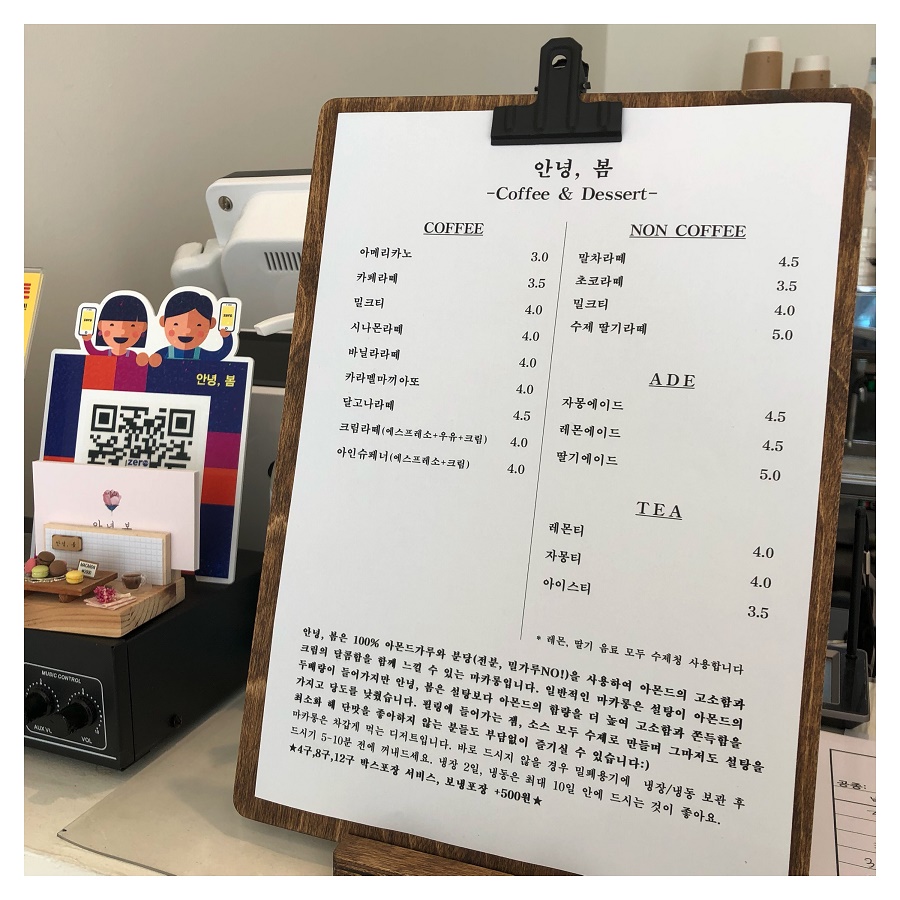 안녕, 봄
-Coffee & Dessert-
COFFEE
아메리카노 3.0
카페라떼 3.5
밀크티 4.0
시나몬라떼 4.0
바닐라라떼 4.0
카라멜마끼아또 4.0
달고나라떼 4.5
크림라떼(에스프레소+우유+크림) 4.0
아인슈페너(에스프레소+크림) 4.0
NON COFFEE
말차라떼 4.5
초코라떼 3.5
밀크티 4.0
수제 딸기라떼 5.0
ADE
자몽에이드 4.5
레몬에이드 4.5
딸기에이드 5.0
TEA
레몬티 4.0
자몽티 4.0
아이스티 3.5
* 레몬, 딸기 음료 모두 수제청 사용합니다
안녕, 봄은 100% 아몬드가루와 분당(전분, 밀가루NO!)을 사용하여 아몬드의 고소함과
크림의 달콤함을 함께 느낄 수 있는 마카롱입니다. 일반적인 마카롱은 설탕이 아몬드의
두배량이 들어가지만 안녕, 봄은 설탕보다 아몬드의 함량을 더 높여 고소함과 쫀득함을
가지고 당도를 낮췄습니다. 필링에 들어가는 잼, 소스 모두 수제로 만들며 그마저도 설탕을
최소화 해 단맛을 좋아하지 않는 분들도 부담없이 즐기실 수 있습니다:)
마카롱은 차갑게 먹는 디저트입니다. 바로 드시지 않을 경우 밀폐용기에 냉장/냉동 보관 후
드시기 5-10분 전에 꺼내드세요. 냉장 2일, 냉동은 최대 10일 안에 드시는 것이 좋아요.
★4구,8구,12구 박스포장 서비스, 보냉포장 +500원★
안녕, 봄
zero
안녕, 봄
MUSIC CONTROL
AUX VL
VOL
공통: